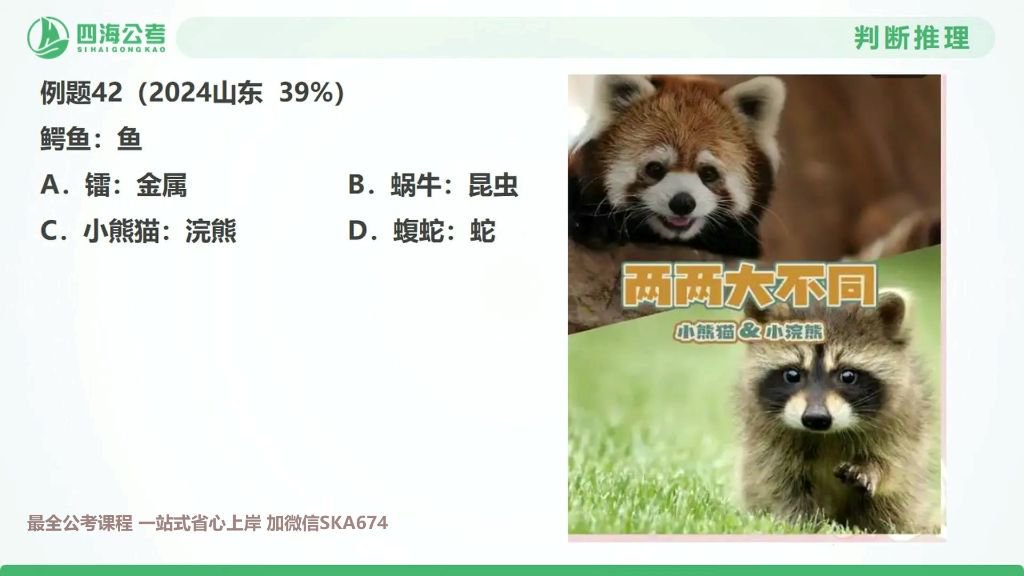 四海公考
SIHAIGONGKAO
判断推理
例题42（2024山东 39%）
鳄鱼：鱼
A. 镭：金属
B. 蜗牛：昆虫
C. 小熊猫：浣熊
D. 蝮蛇：蛇
两两大不同
小熊猫&小浣熊
最全公考课程 一站式省心上岸 加微信SKA674